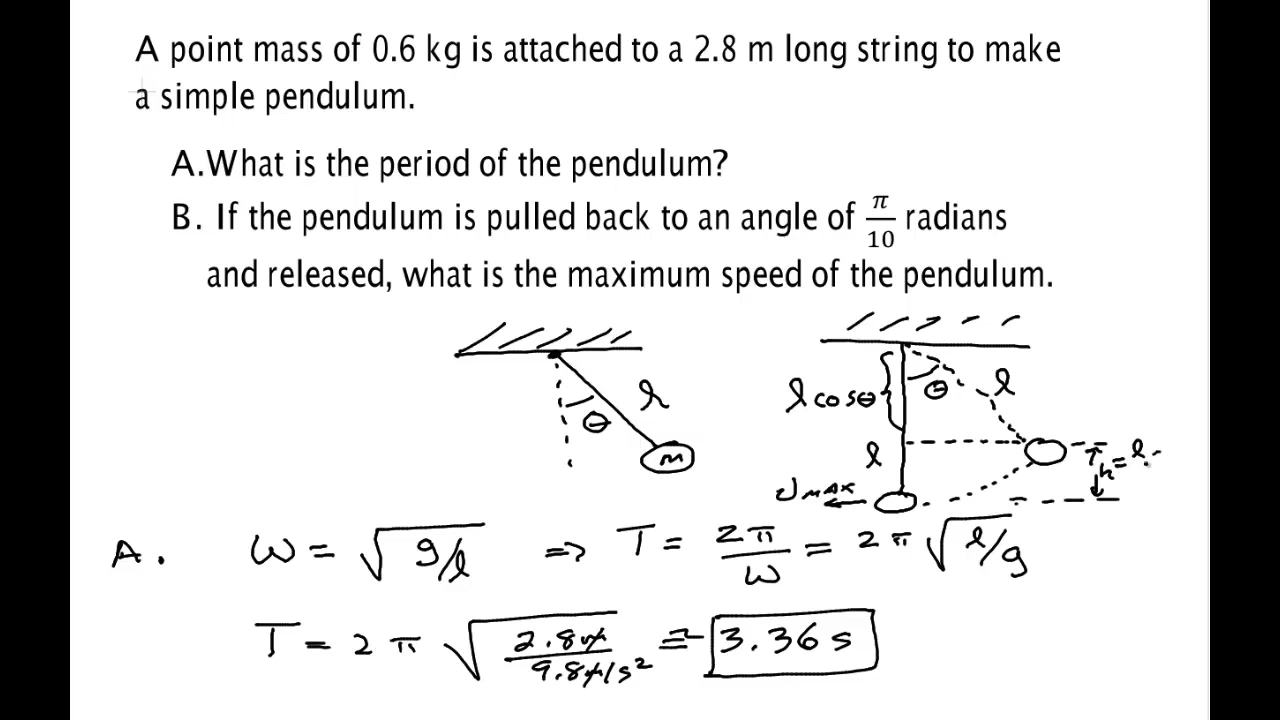 A point mass of 0.6 kg is attached to a 2.8 m long string to make
a simple pendulum.
A.What is the period of the pendulum?
B. If the pendulum is pulled back to an angle of π/10 radians
and released, what is the maximum speed of the pendulum.
θ
m
l cosθ
θ
l
l
h = l -
υMAX
A. ω = √g/l ⇒ T = 2π/ω = 2π √l/g
T = 2π √2.8m/9.8m/s² = 3.36 s